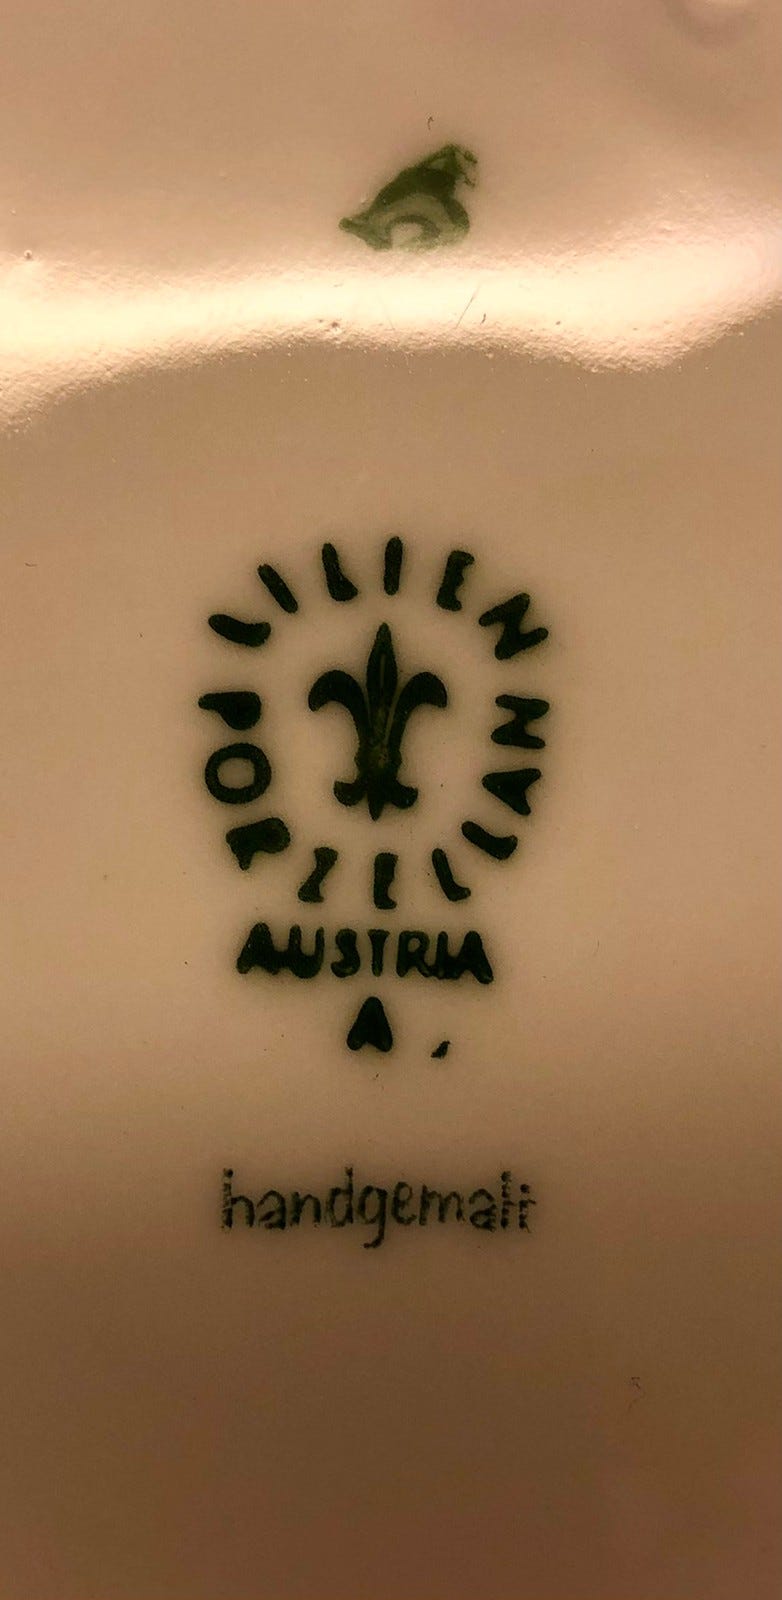 LILIEN
PORZELLAN
AUSTRIA
A
handgemalt